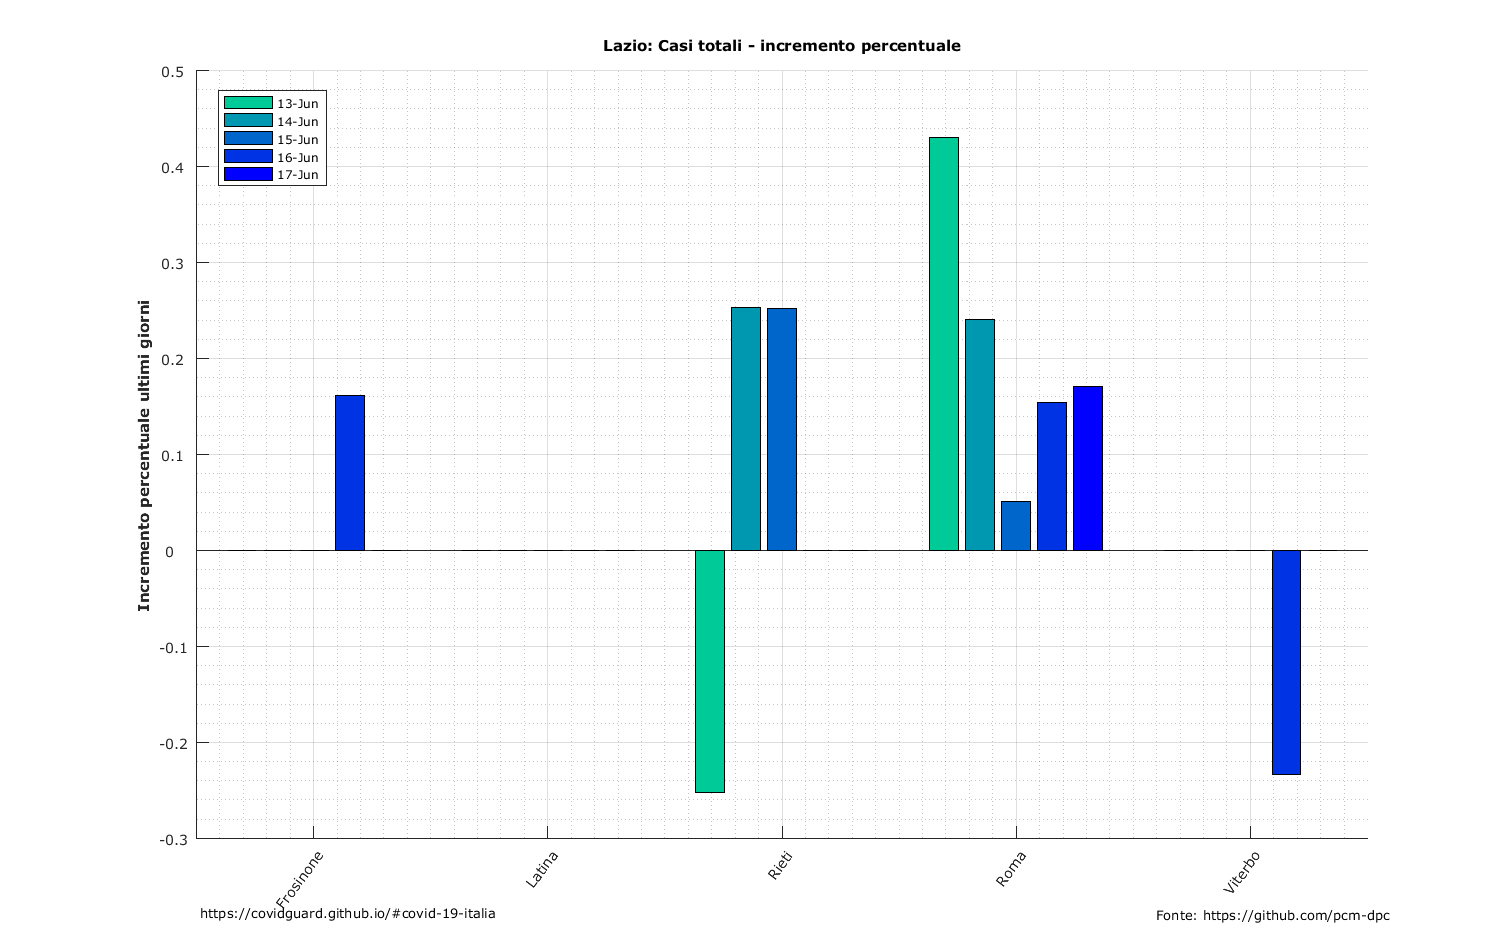 Lazio: Casi totali - incremento percentuale
0.5
0.4
0.3
0.2
0.1
0
-0.1
-0.2
-0.3
Incremento percentuale ultimi giorni
13-Jun
14-Jun
15-Jun
16-Jun
17-Jun
Frosinone
Latina
Rieti
Roma
Viterbo
https://covidguard.github.io/#covid-19-italia
Fonte: https://github.com/pcm-dpc